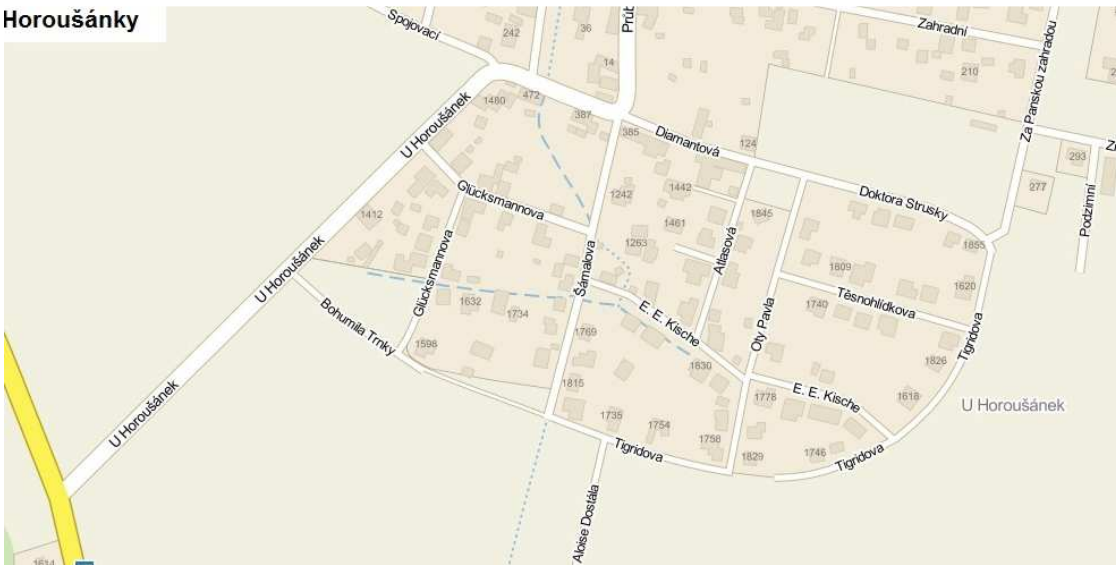 Horoušánky
Spojovací
242
36
14
Průb
Zahradní
210
Za Panskou zahradou
U Horoušánek
1480
472
387
385
Diamantová
124
293
277
Podzimní
Doktora Strusky
1412
Glücksmannova
1242
1442
1461
1263
1845
Atlasová
1855
U Horoušánek
Glücksmannova
Šámalova
1809
1620
Těsnohlídkova
1740
Bohumila Trnky
1632
1734
E. E. Kische
Oty Pavla
Tigridova
1598
1769
1830
1826
U Horoušánek
1815
1778
E. E. Kische
1618
U Horoušánek
1735
1754
1758
Tigridova
1829
1746
Tigridova
Aloise Dostála
1614